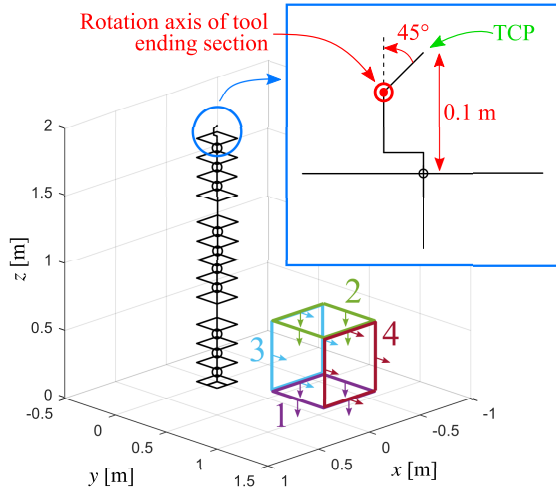 Rotation axis of tool
ending section
45°
TCP
0.1 m
2
1.5
1
0.5
0
z [m]
2
3
4
1
-0.5
0
0.5
1
1.5
y [m]
1
0.5
0
-0.5
-1
x [m]